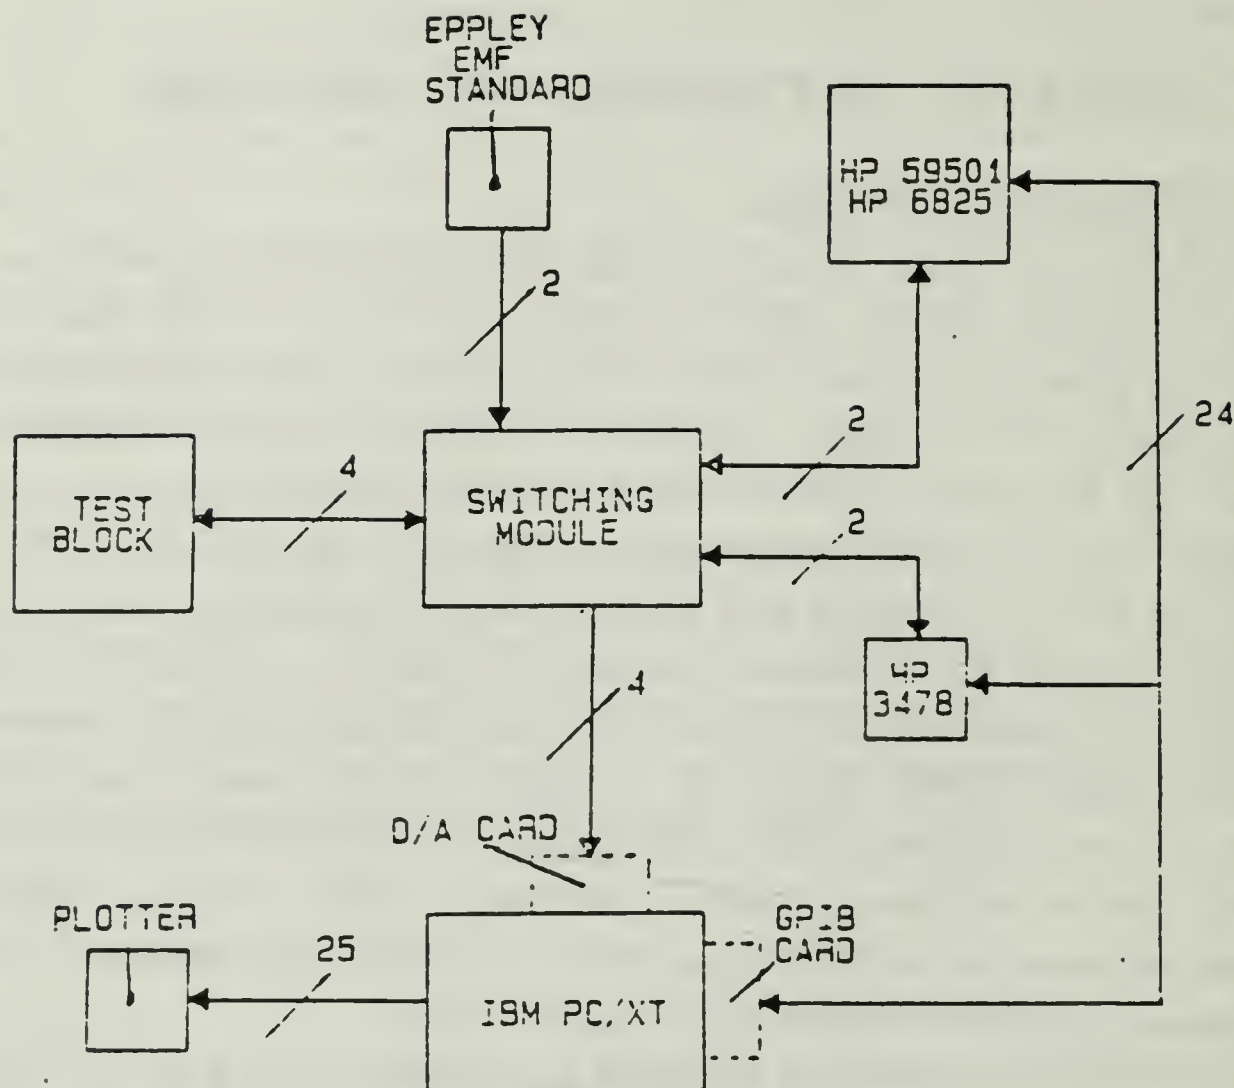 EPPLEY
EMF
STANDARD
HP 59501
HP 6825
2
24
2
4
TEST
BLOCK
SWITCHING
MODULE
2
HP
3478
4
D/A CARD
PLOTTER
25
GPIB
CARD
IBM PC/XT